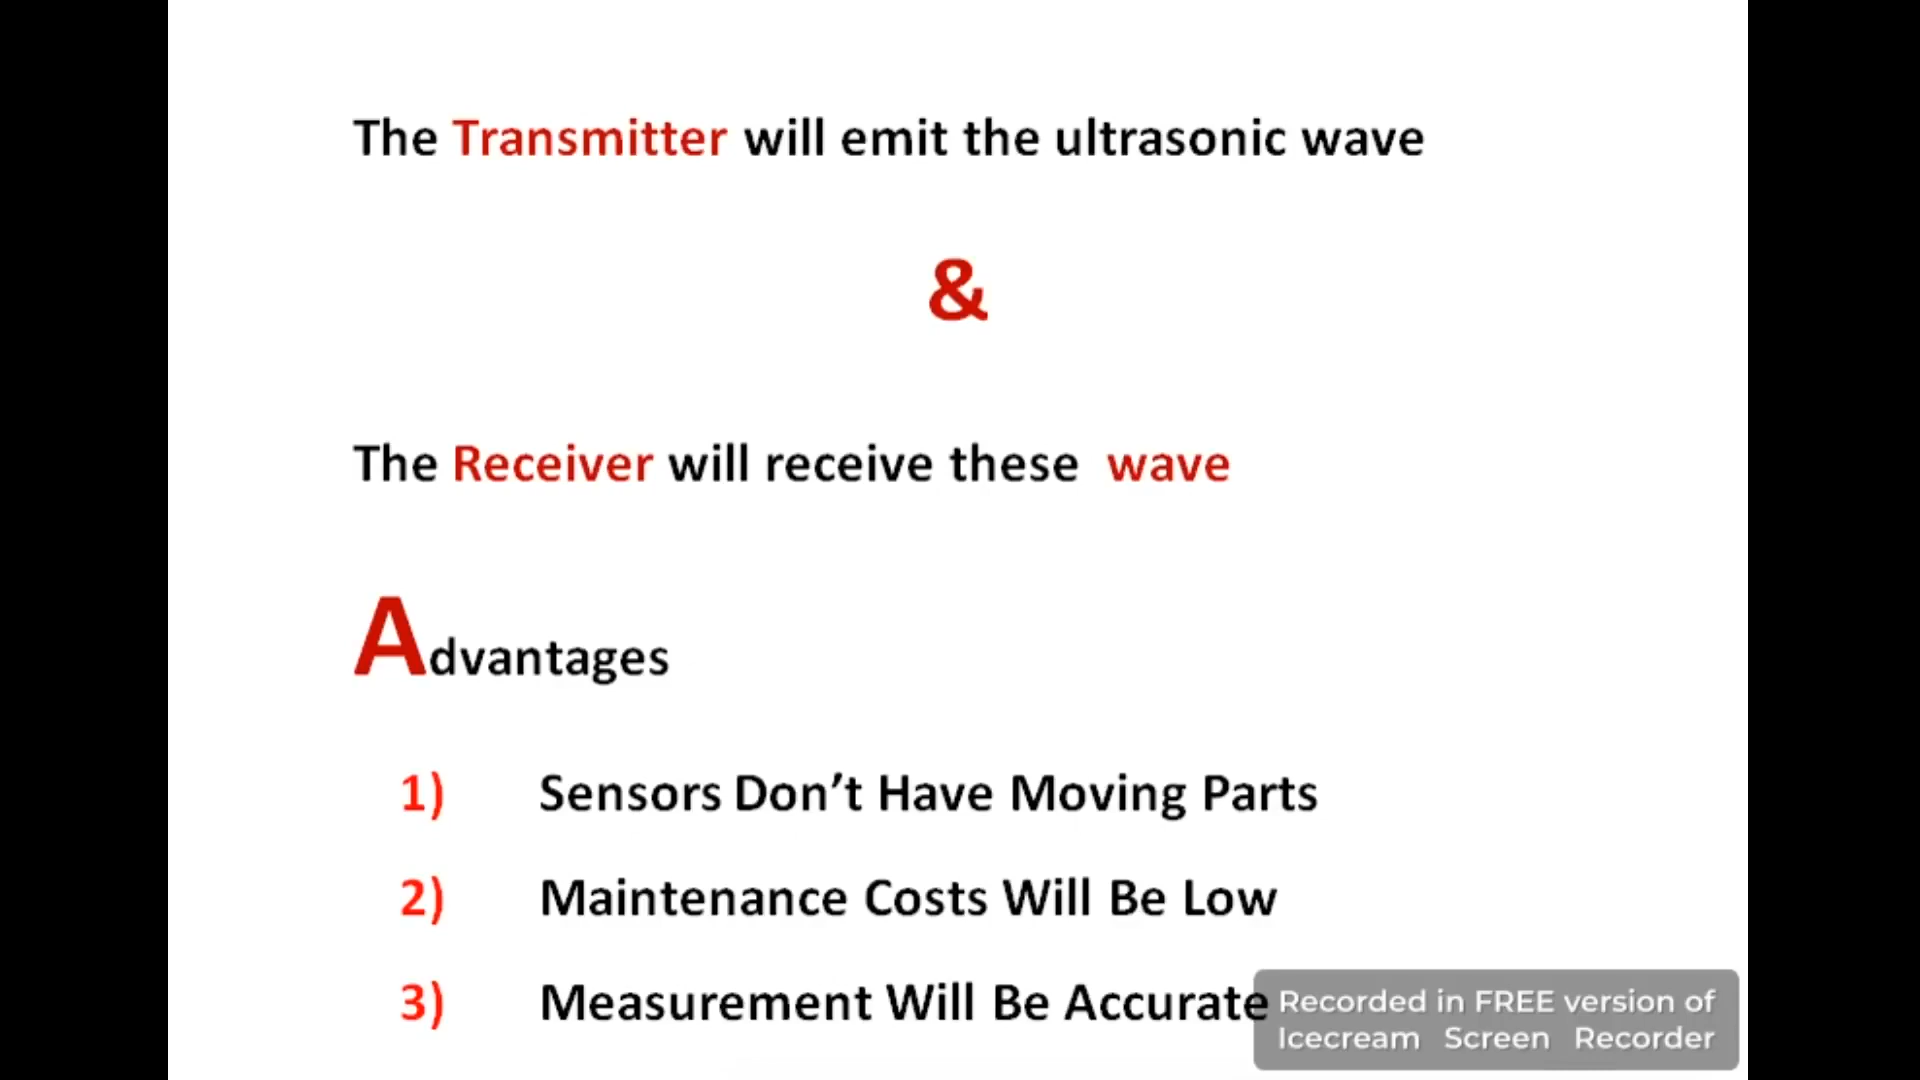 The Transmitter will emit the ultrasonic wave
&
The Receiver will receive these wave
Advantages
1) Sensors Don’t Have Moving Parts
2) Maintenance Costs Will Be Low
3) Measurement Will Be Accurate
Recorded in FREE version of
Icecream Screen Recorder